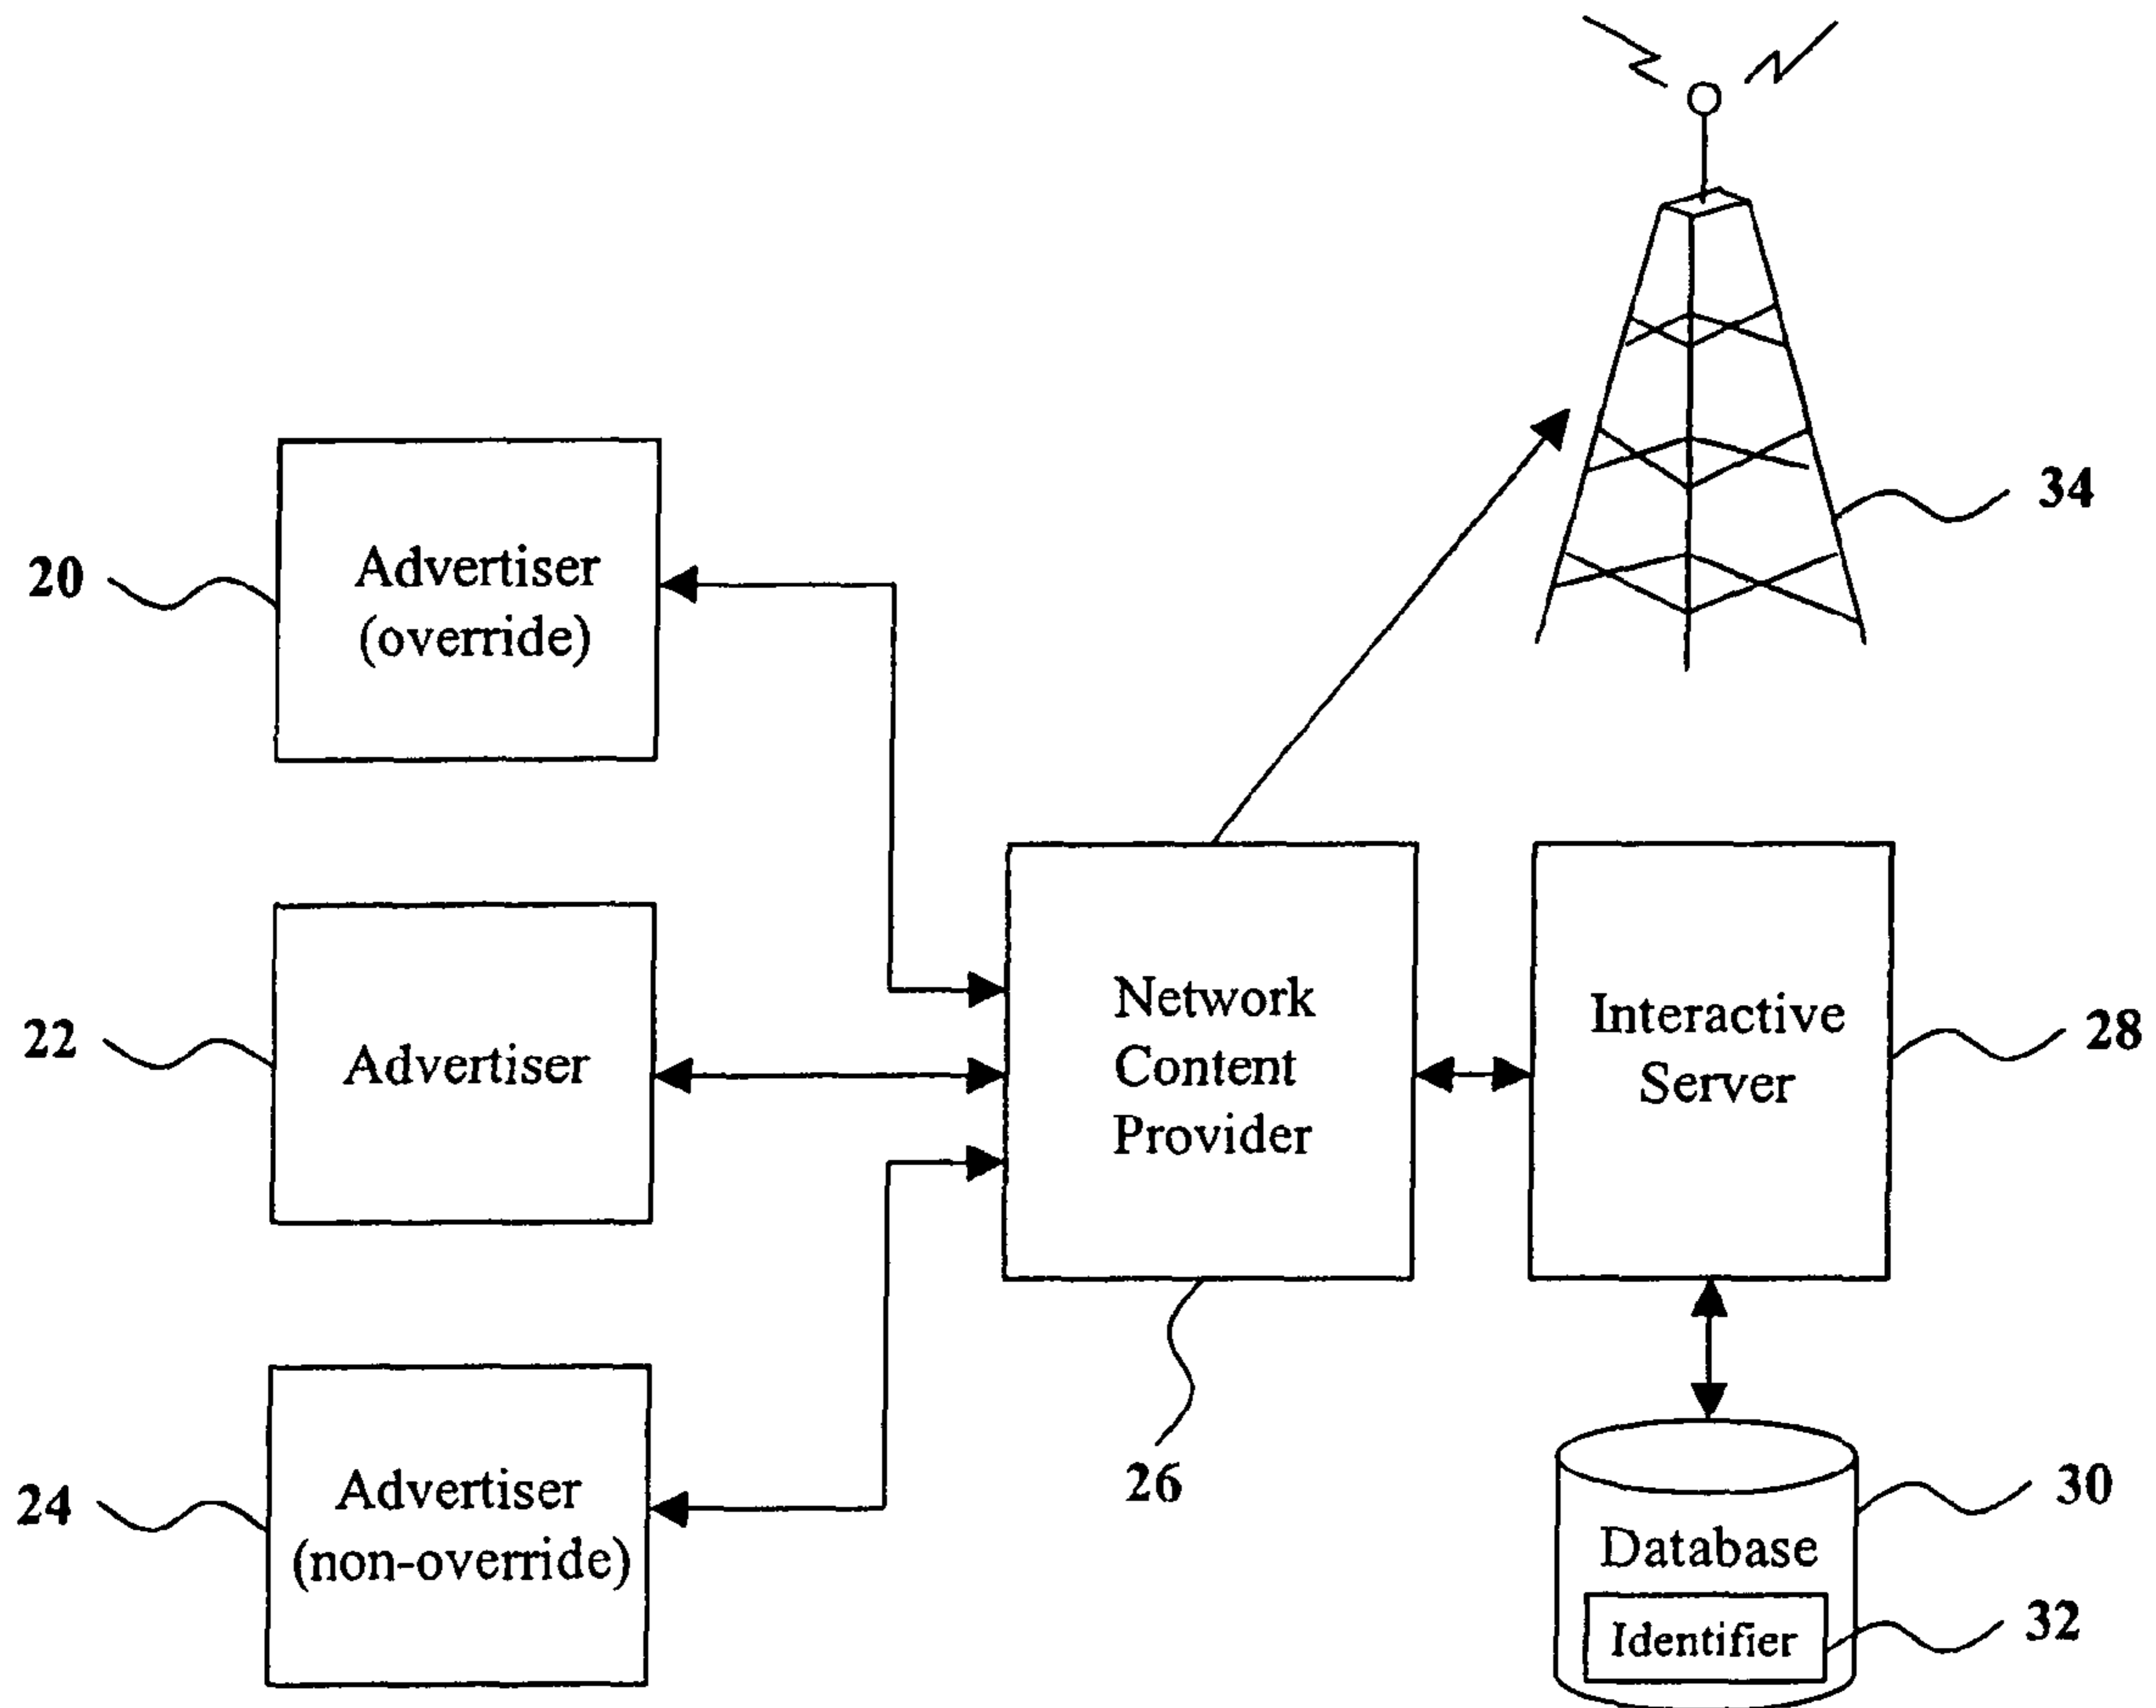 34
20
Advertiser
(override)
22
Advertiser
Network
Content
Provider
Interactive
Server
28
24
Advertiser
(non-override)
26
30
Database
Identifier
32